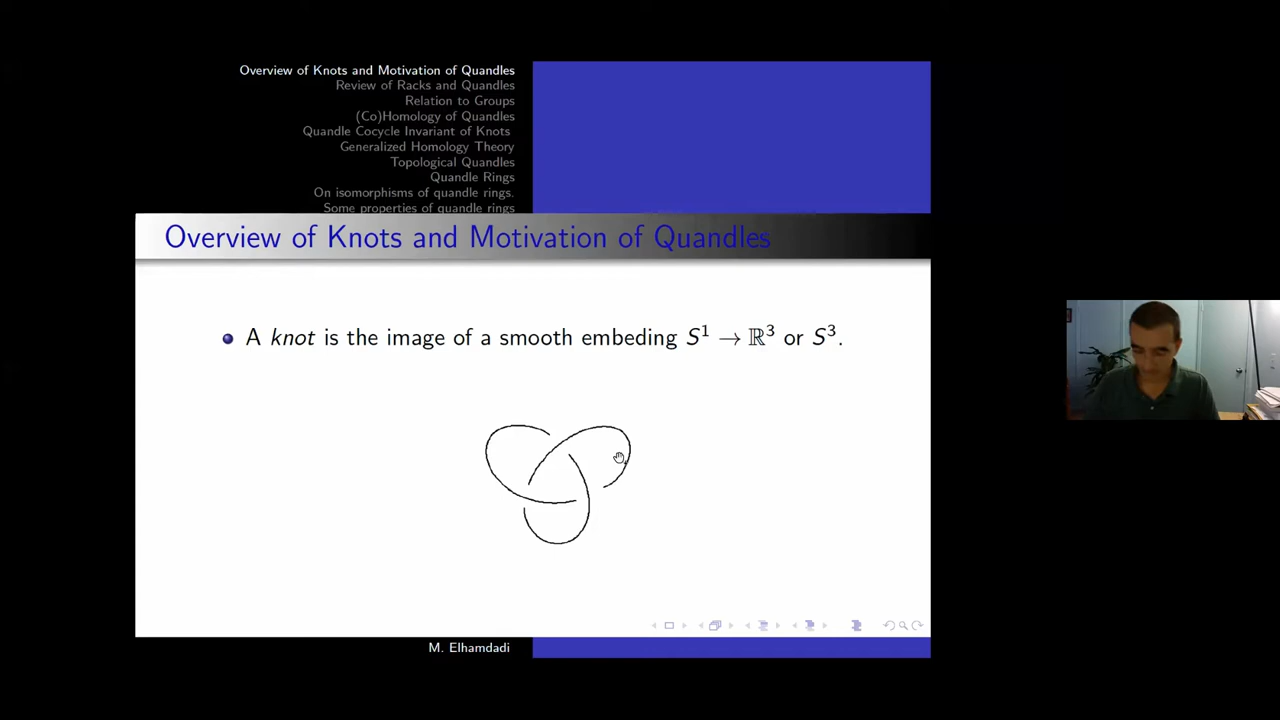 Overview of Knots and Motivation of Quandles
Review of Racks and Quandles
Relation to Groups
(Co)Homology of Quandles
Quandle Cocycle Invariant of Knots
Generalized Homology Theory
Topological Quandles
Quandle Rings
On isomorphisms of quandle rings.
Some properties of quandle rings
Overview of Knots and Motivation of Quandles
A knot is the image of a smooth embeding S¹ → ℝ³ or S³.
M. Elhamdadi